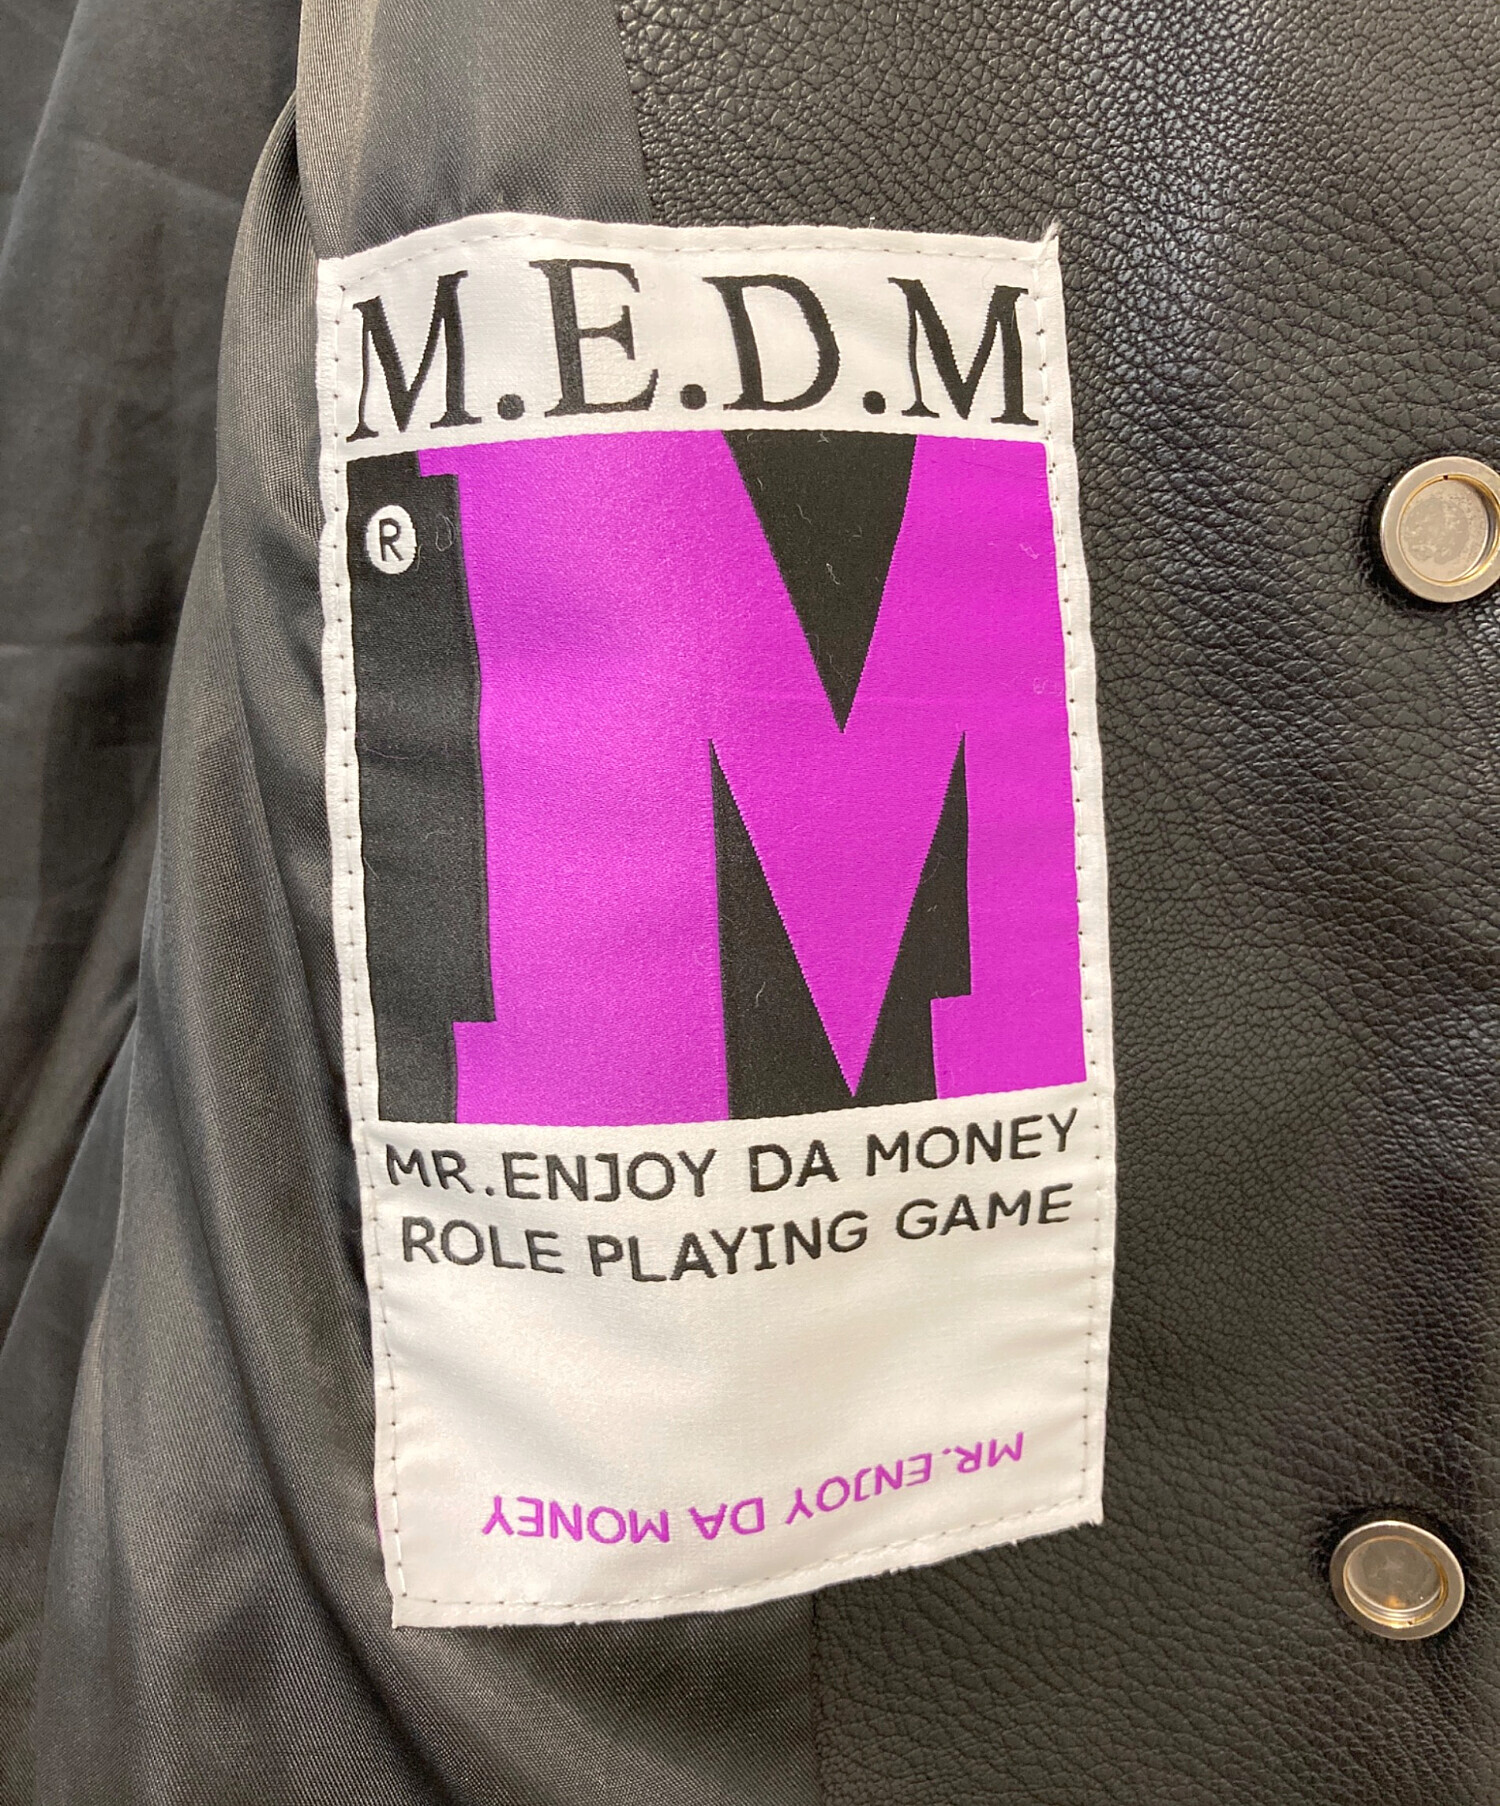 M.E.D.M
®
MR.ENJOY DA MONEY
ROLE PLAYING GAME
MR.ENJOY DA MONEY